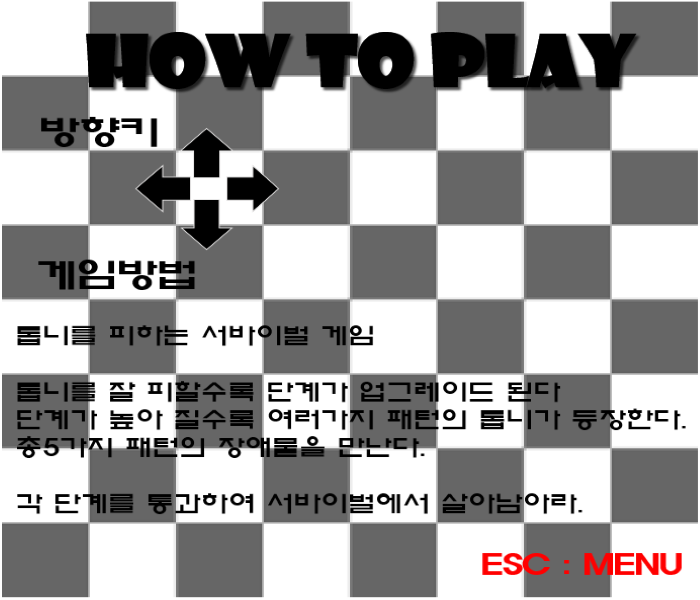 HOW TO PLAY
방향키
게임방법
톱니를 피하는 서바이벌 게임
톱니를 잘 피할수록 단계가 업그레이드 된다
단계가 높아 질수록 여러가지 패턴의 톱니가 등장한다.
총5가지 패턴의 장애물을 만난다.
각 단계를 통과하여 서바이벌에서 살아남아라.
ESC : MENU